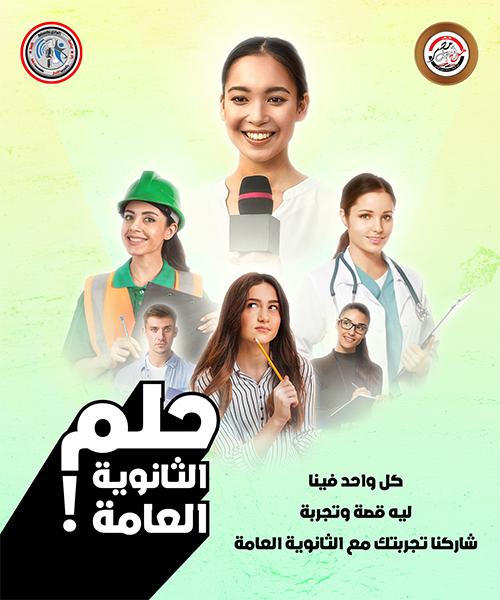 حلم
الثانوية
العامة !
كل واحد فينا
ليه قصة وتجربة
شاركنا تجربتك مع الثانوية العامة